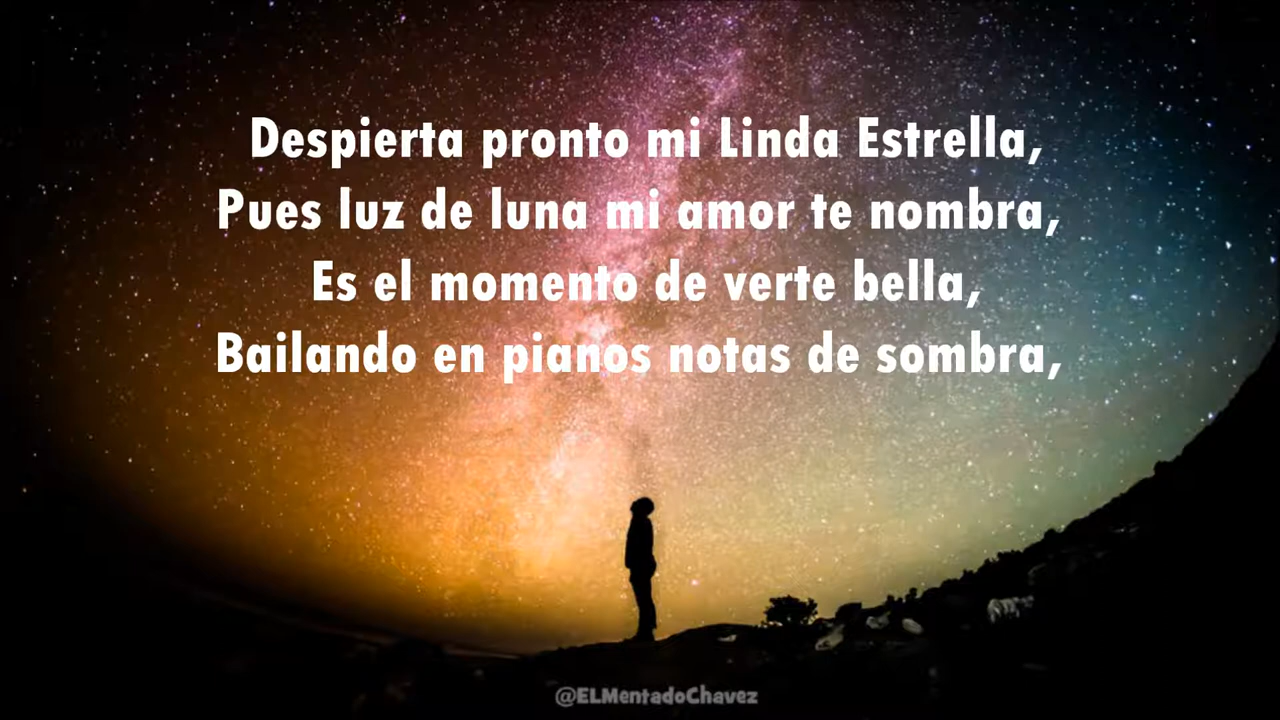 Despierta pronto mi Linda Estrella,
Pues luz de luna mi amor te nombra,
Es el momento de verte bella,
Bailando en pianos notas de sombra,
@ELMentadoChavez